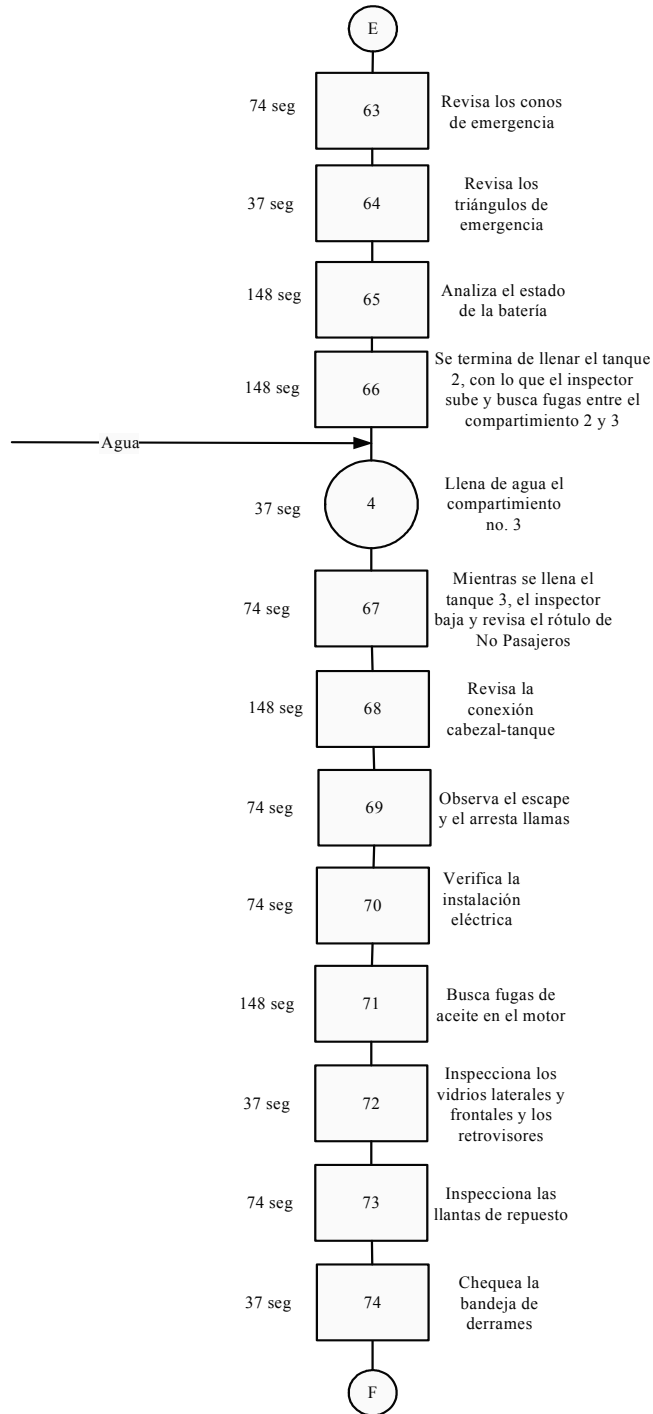 E
74 seg
63
Revisa los conos
de emergencia
37 seg
64
Revisa los
triángulos de
emergencia
148 seg
65
Analiza el estado
de la batería
148 seg
66
Se termina de llenar el tanque
2, con lo que el inspector
sube y busca fugas entre el
compartimiento 2 y 3
Agua
37 seg
4
Llena de agua el
compartimiento
no. 3
74 seg
67
Mientras se llena el
tanque 3, el inspector
baja y revisa el rótulo de
No Pasajeros
148 seg
68
Revisa la
conexión
cabezal-tanque
74 seg
69
Observa el escape
y el arresta llamas
74 seg
70
Verifica la
instalación
eléctrica
148 seg
71
Busca fugas de
aceite en el motor
37 seg
72
Inspecciona los
vidrios laterales y
frontales y los
retrovisores
74 seg
73
Inspecciona las
llantas de repuesto
37 seg
74
Chequea la
bandeja de
derrames
F